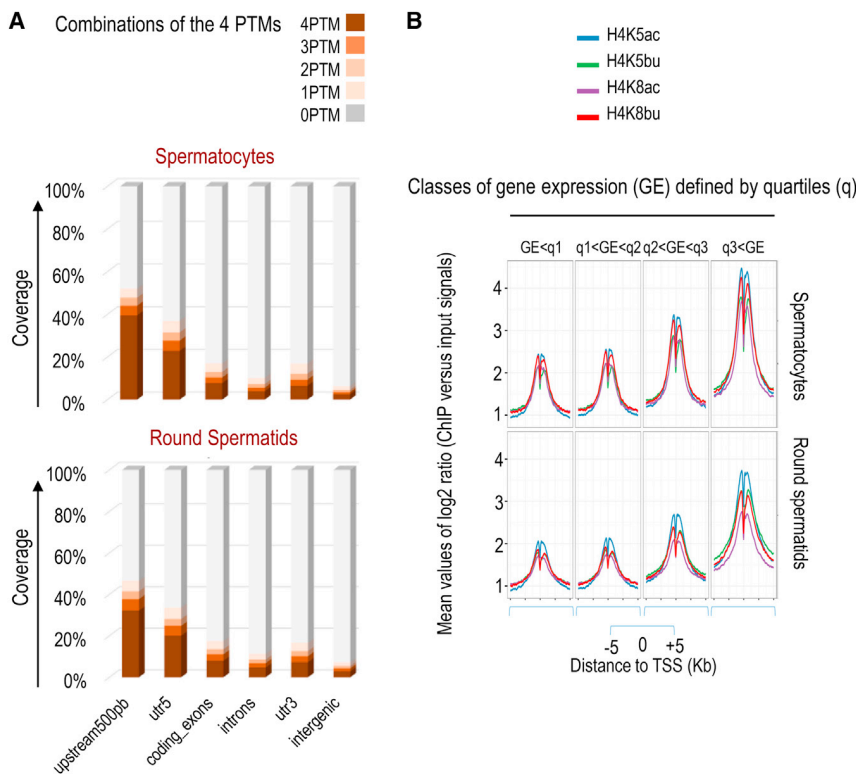 A
Combinations of the 4 PTMs
4PTM
3PTM
2PTM
1PTM
0PTM
Spermatocytes
100%
80%
60%
40%
20%
0%
Coverage
Round Spermatids
100%
80%
60%
40%
20%
0%
Coverage
upstream500pb
utr5
coding_exons
introns
utr3
intergenic
B
H4K5ac
H4K5bu
H4K8ac
H4K8bu
Classes of gene expression (GE) defined by quartiles (q)
GE<q1
q1<GE<q2
q2<GE<q3
q3<GE
Mean values of log2 ratio (ChIP versus input signals)
4
3
2
1
Spermatocytes
4
3
2
1
Round spermatids
-5 0 +5
Distance to TSS (Kb)